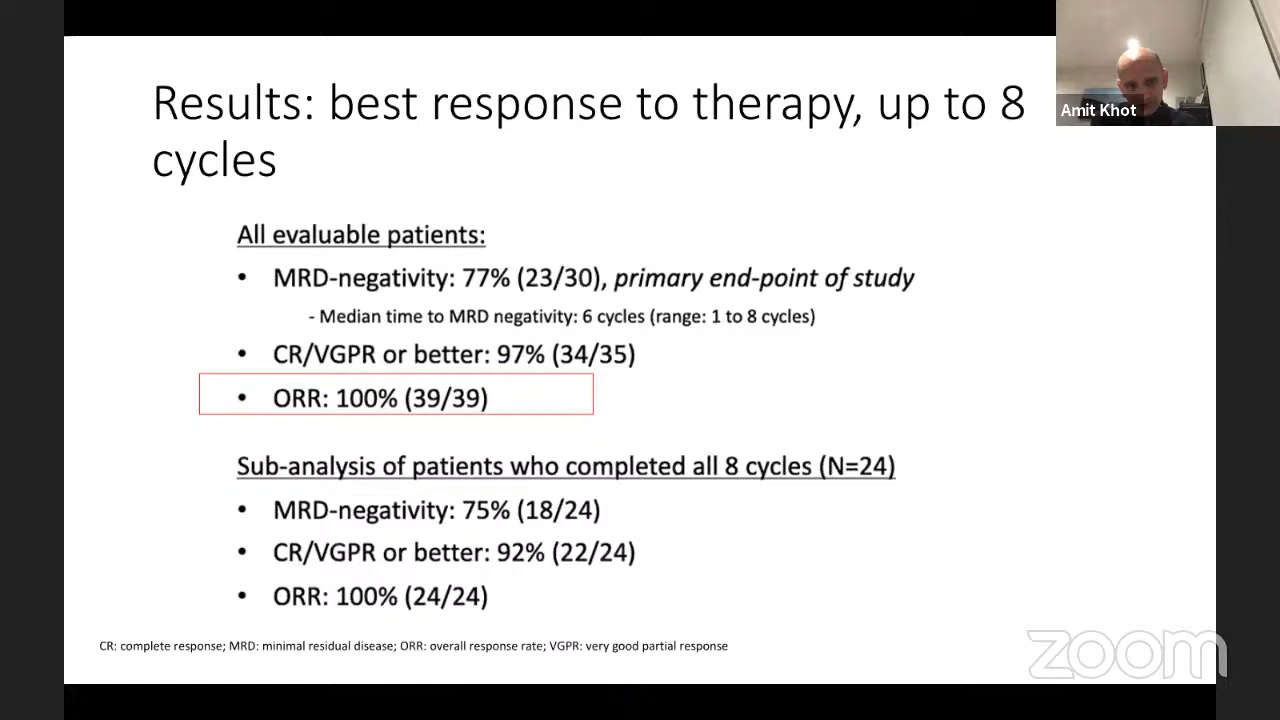 Results: best response to therapy, up to 8
cycles
Amit Khot
All evaluable patients:
• MRD-negativity: 77% (23/30), primary end-point of study
- Median time to MRD negativity: 6 cycles (range: 1 to 8 cycles)
• CR/VGPR or better: 97% (34/35)
• ORR: 100% (39/39)
Sub-analysis of patients who completed all 8 cycles (N=24)
• MRD-negativity: 75% (18/24)
• CR/VGPR or better: 92% (22/24)
• ORR: 100% (24/24)
CR: complete response; MRD: minimal residual disease; ORR: overall response rate; VGPR: very good partial response
zoom